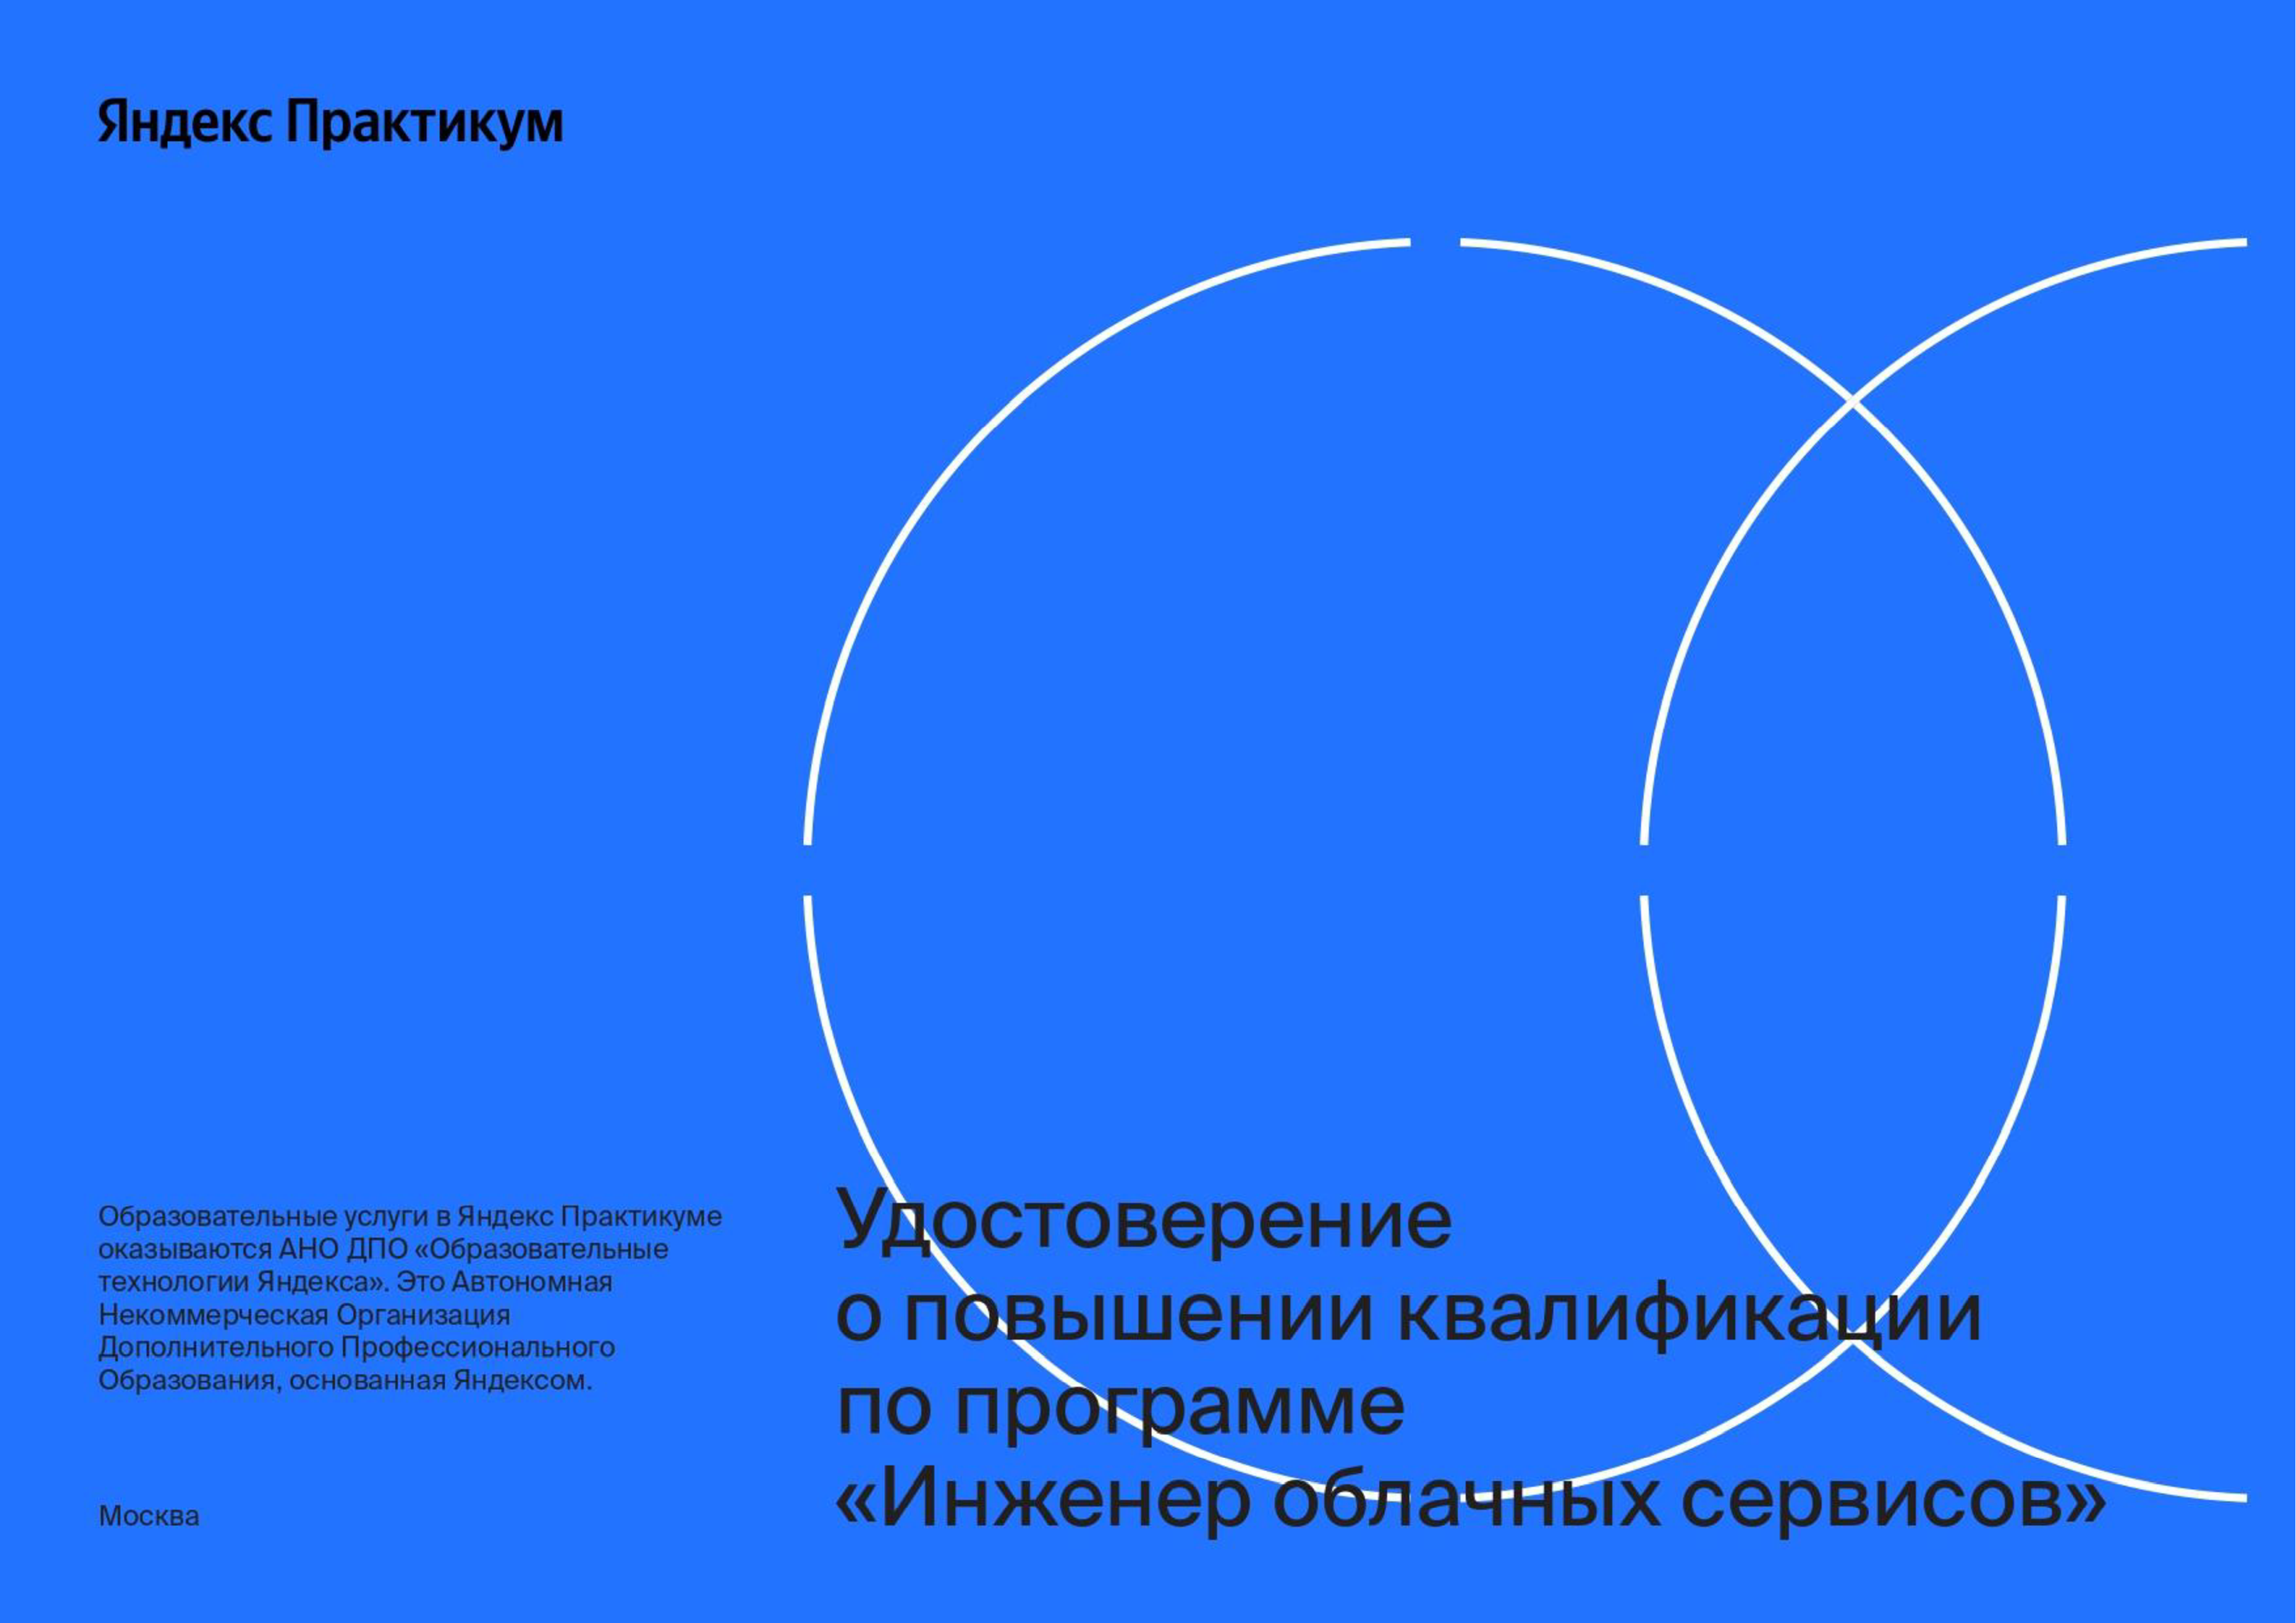 Яндекс Практикум
Образовательные услуги в Яндекс Практикуме
оказываются АНО ДПО «Образовательные
технологии Яндекса». Это Автономная
Некоммерческая Организация
Дополнительного Профессионального
Образования, основанная Яндексом.
Москва
Удостоверение
о повышении квалификации
по программе
«Инженер облачных сервисов»